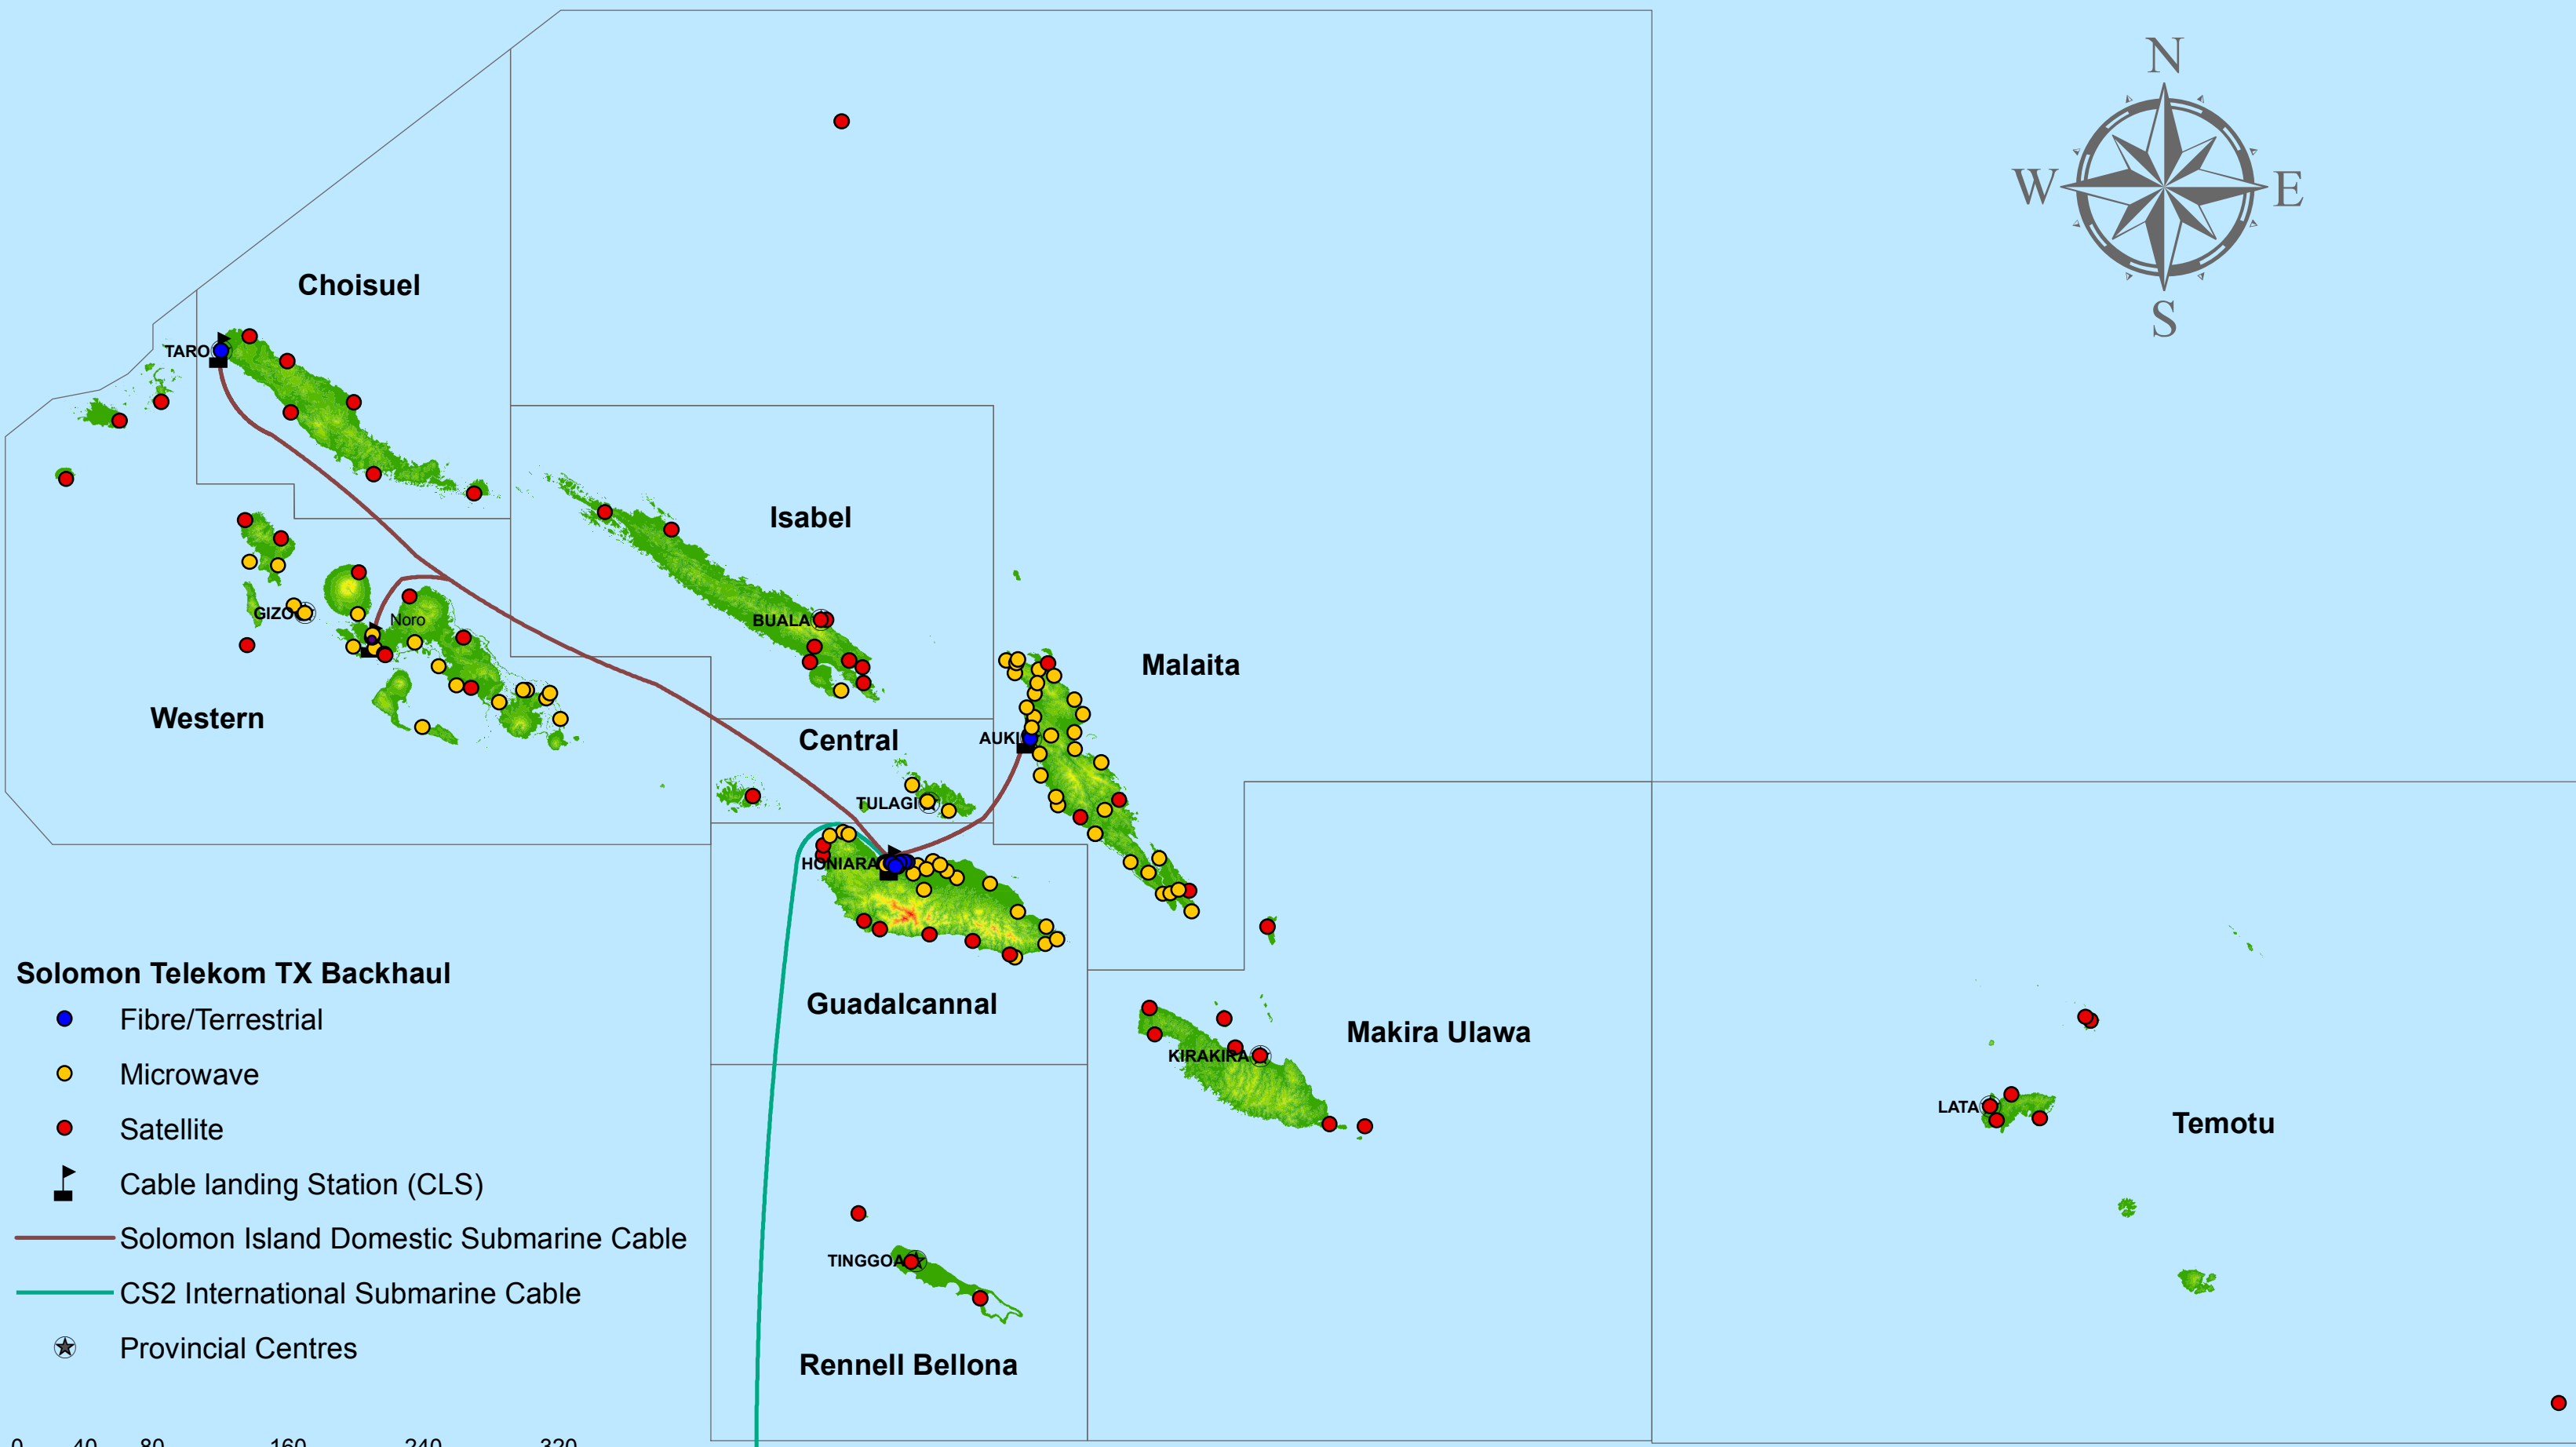 N
W
E
S
Choisuel
TARO
Isabel
BUALA
GIZO
Noro
Malaita
Western
Central
AUKI
TULAGI
HONIARA
Solomon Telekom TX Backhaul
Fibre/Terrestrial
Microwave
Satellite
Cable landing Station (CLS)
Solomon Island Domestic Submarine Cable
CS2 International Submarine Cable
Provincial Centres
Guadalcannal
Makira Ulawa
KIRAKIRA
LATA
Temotu
TINGGOA
Rennell Bellona
0 40 80 160 240 320